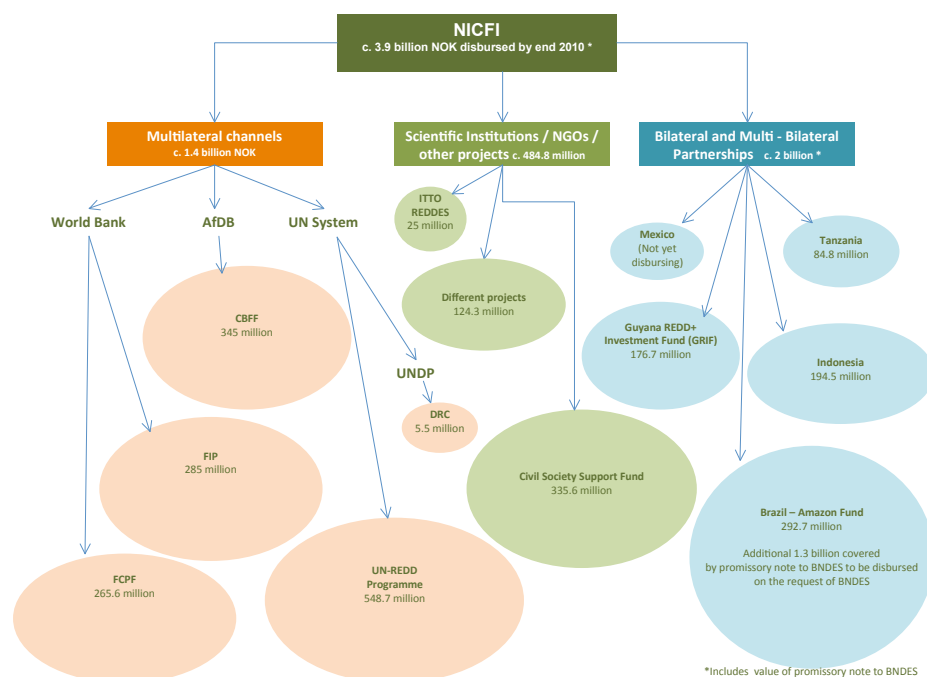 NICFI
c. 3.9 billion NOK disbursed by end 2010 *
Multilateral channels
c. 1.4 billion NOK
Scientific Institutions / NGOs /
other projects c. 484.8 million
Bilateral and Multi - Bilateral
Partnerships c. 2 billion *
World Bank
AfDB
UN System
ITTO
REDDES
25 million
Mexico
(Not yet
disbursing)
Tanzania
84.8 million
CBFF
345 million
Different projects
124.3 million
Guyana REDD+
Investment Fund (GRIF)
176.7 million
Indonesia
194.5 million
UNDP
DRC
5.5 million
FIP
285 million
Civil Society Support Fund
335.6 million
Brazil – Amazon Fund
292.7 million
Additional 1.3 billion covered
by promissory note to BNDES to be disbursed
on the request of BNDES
FCPF
265.6 million
UN-REDD
Programme
548.7 million
*Includes value of promissory note to BNDES